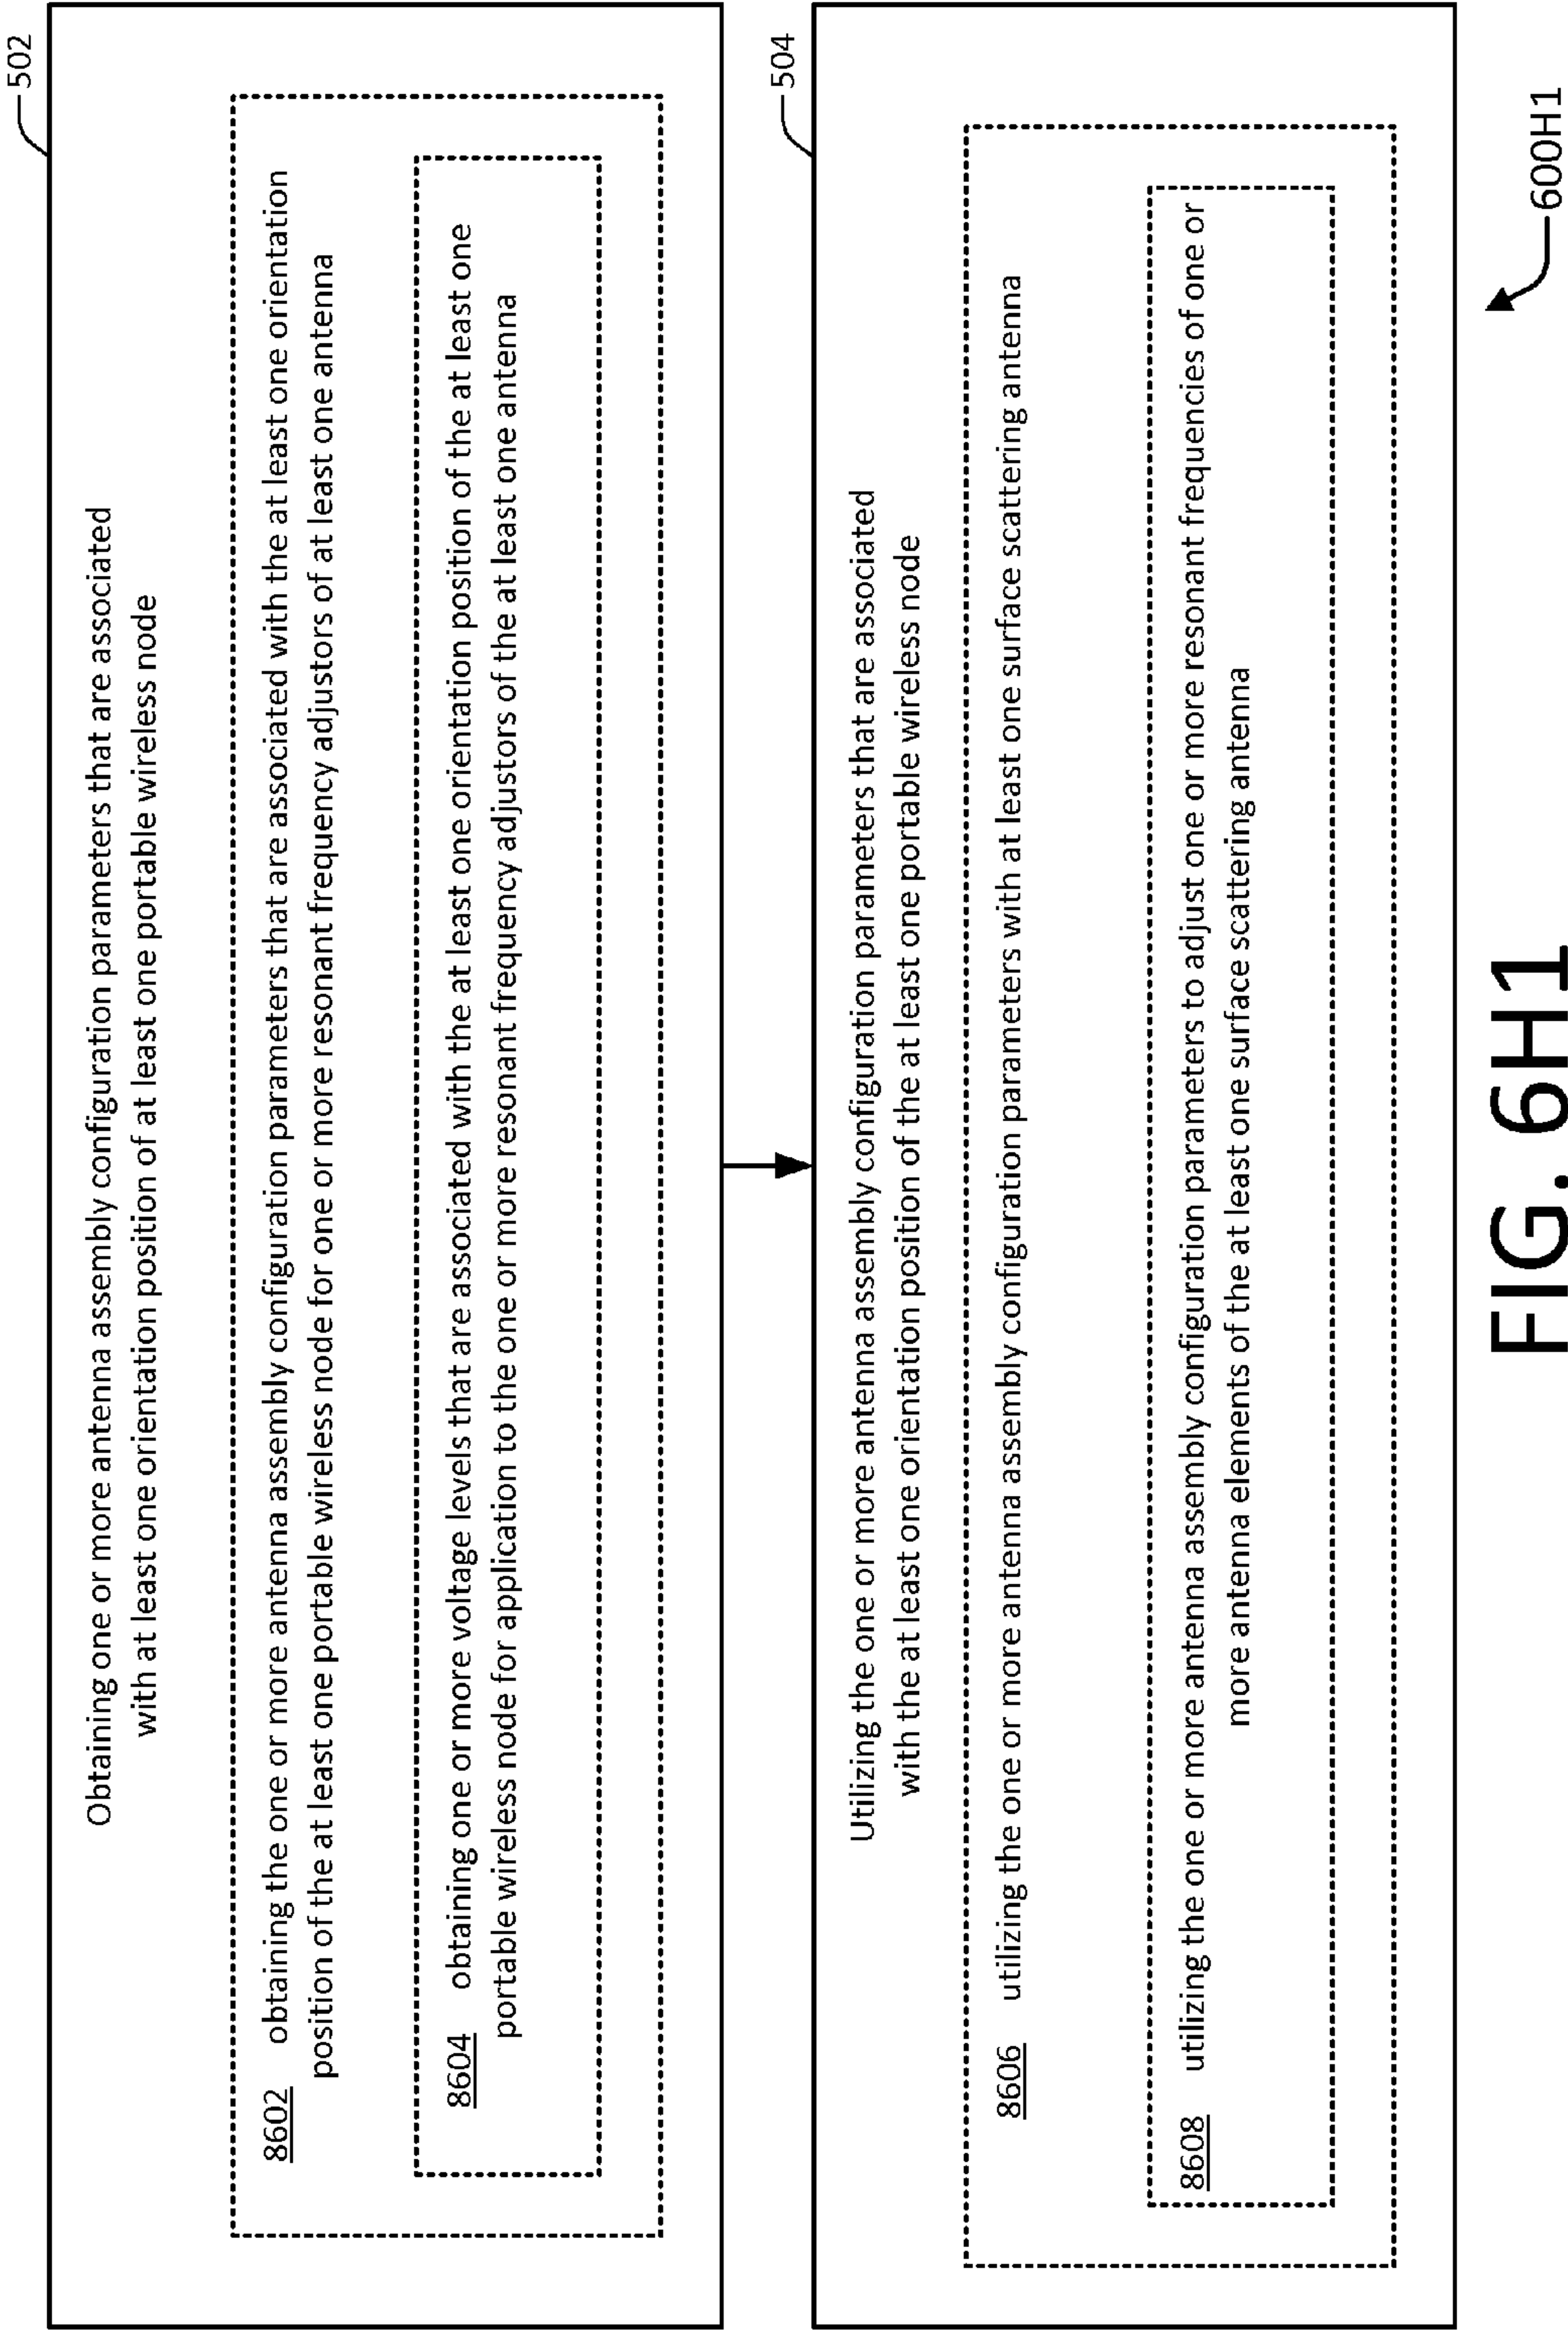 502
Obtaining one or more antenna assembly configuration parameters that are associated
with at least one orientation position of at least one portable wireless node
8602 obtaining the one or more antenna assembly configuration parameters that are associated with the at least one orientation
position of the at least one portable wireless node for one or more resonant frequency adjustors of at least one antenna
8604 obtaining one or more voltage levels that are associated with the at least one orientation position of the at least one
portable wireless node for application to the one or more resonant frequency adjustors of the at least one antenna
504
Utilizing the one or more antenna assembly configuration parameters that are associated
with the at least one orientation position of the at least one portable wireless node
8606 utilizing the one or more antenna assembly configuration parameters with at least one surface scattering antenna
8608 utilizing the one or more antenna assembly configuration parameters to adjust one or more resonant frequencies of one or
more antenna elements of the at least one surface scattering antenna
600H1
FIG. 6H1